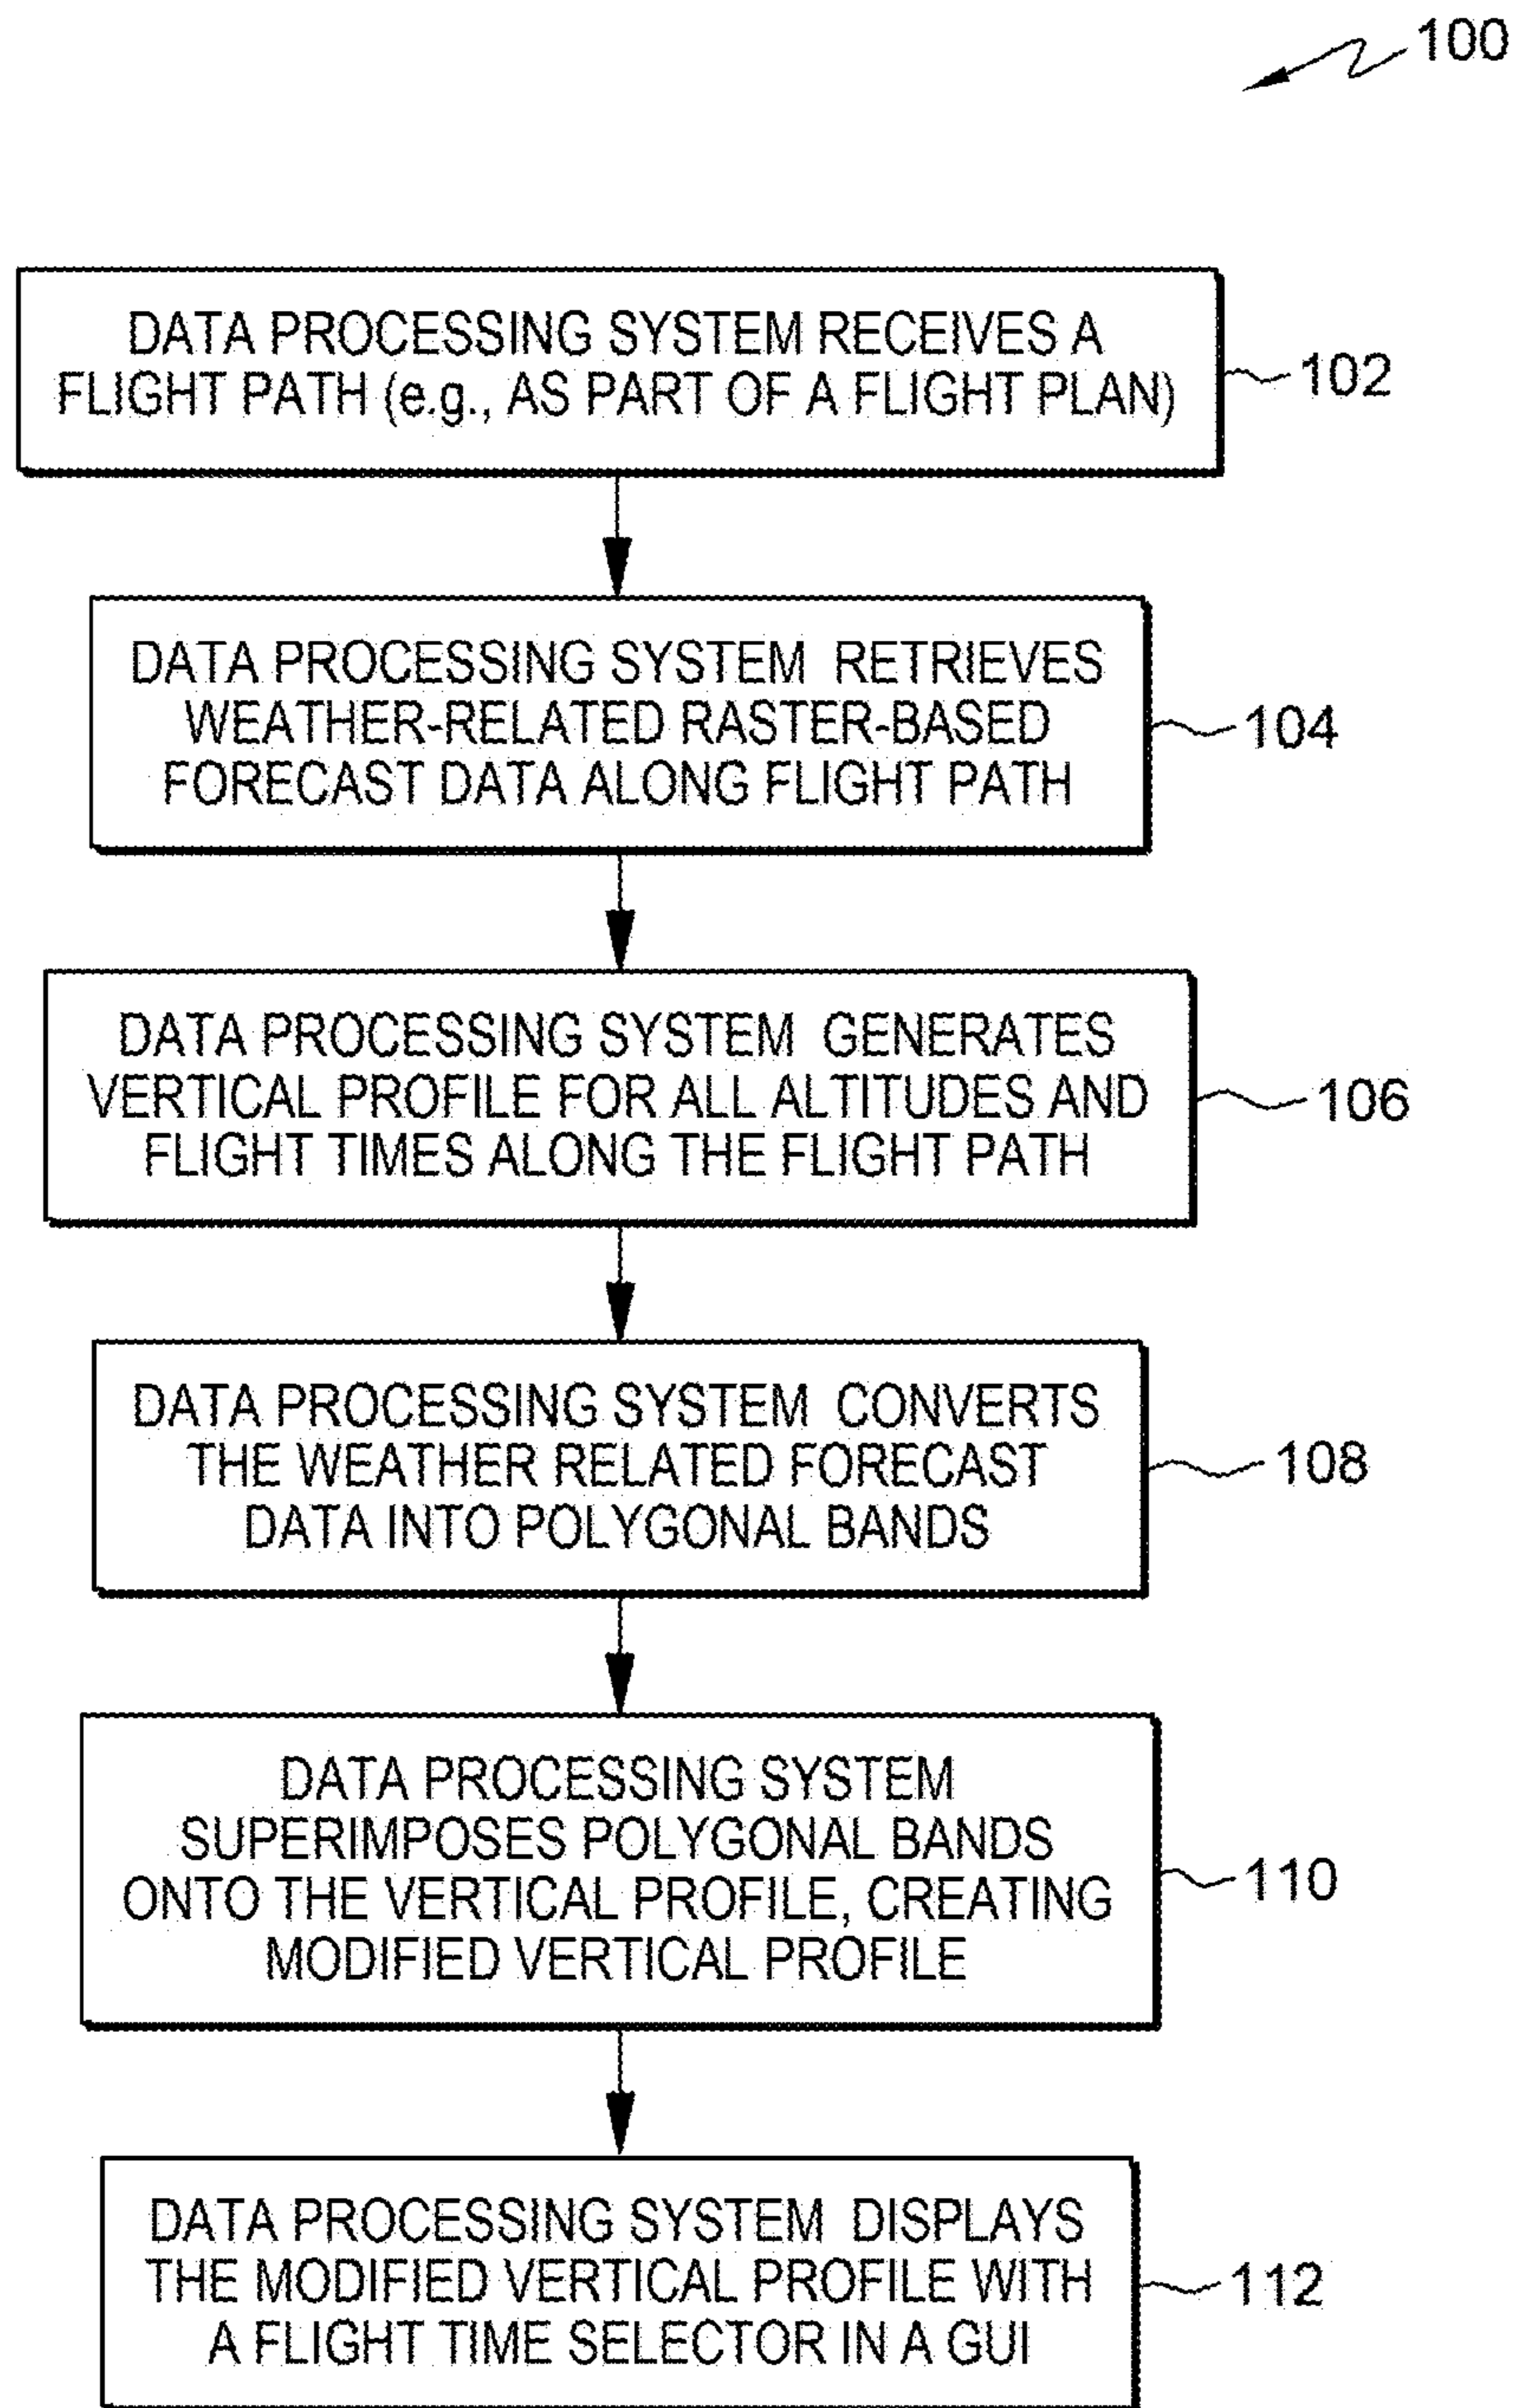 100
DATA PROCESSING SYSTEM RECEIVES A
FLIGHT PATH (e.g., AS PART OF A FLIGHT PLAN)
102
DATA PROCESSING SYSTEM RETRIEVES
WEATHER-RELATED RASTER-BASED
FORECAST DATA ALONG FLIGHT PATH
104
DATA PROCESSING SYSTEM GENERATES
VERTICAL PROFILE FOR ALL ALTITUDES AND
FLIGHT TIMES ALONG THE FLIGHT PATH
106
DATA PROCESSING SYSTEM CONVERTS
THE WEATHER RELATED FORECAST
DATA INTO POLYGONAL BANDS
108
DATA PROCESSING SYSTEM
SUPERIMPOSES POLYGONAL BANDS
ONTO THE VERTICAL PROFILE, CREATING
MODIFIED VERTICAL PROFILE
110
DATA PROCESSING SYSTEM DISPLAYS
THE MODIFIED VERTICAL PROFILE WITH
A FLIGHT TIME SELECTOR IN A GUI
112